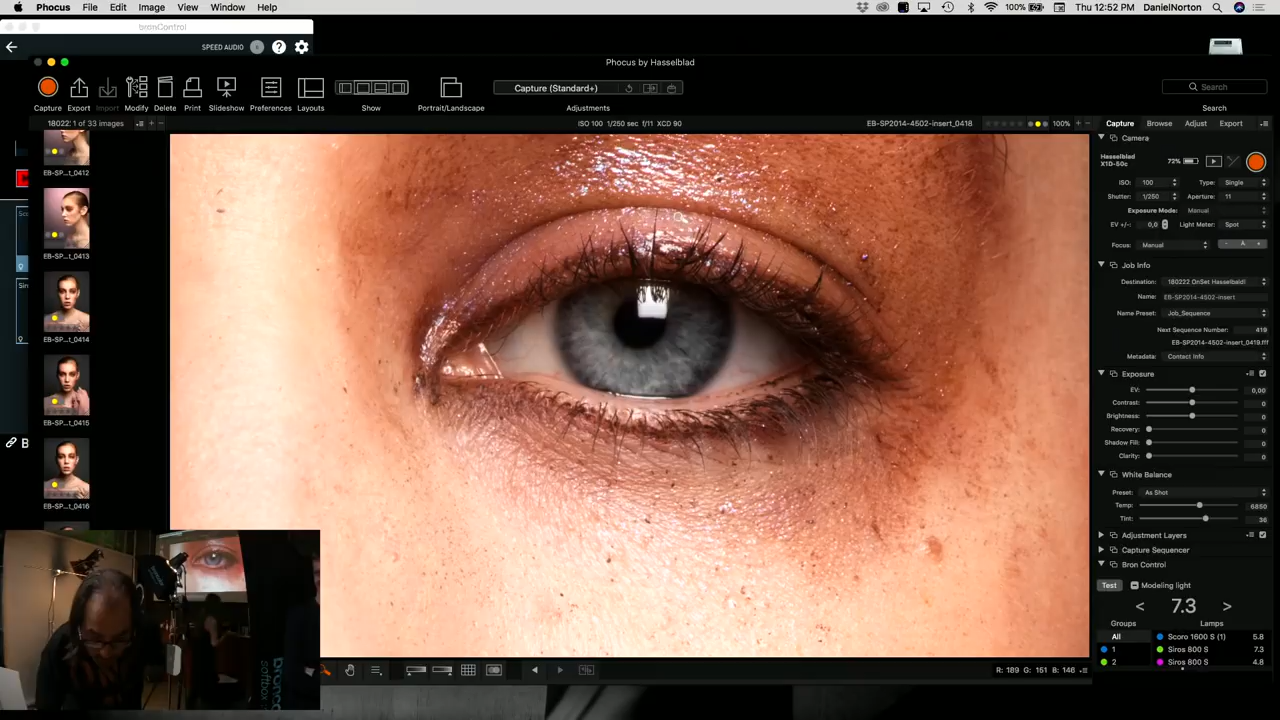 Phocus File Edit Image View Window Help 100% Thu 12:52 PM DanielNorton
bronControl
SPEED AUDIO
Phocus by Hasselblad
Capture (Standard+)
Search
Capture Export Import Modify Delete Print Slideshow Preferences Layouts Show Portrait/Landscape Adjustments Search
18022: 1 of 33 images
ISO 100 1/250 sec f/11 XCD 90
EB-SP2014-4502-insert_0418
100%
Capture Browse Adjust Export
Camera
Hasselblad
X1D-50c
72%
ISO: 100 Type: Single
Shutter: 1/250 Aperture: 11
Exposure Mode: Manual
EV +/-: 0,0 Light Meter: Spot
Focus: Manual - A +
Job Info
Destination: 180222 OnSet Hasselblad!
Name: EB-SP2014-4502-insert
Name Preset: Job_Sequence
Next Sequence Number: 419
EB-SP2014-4502-insert_0419.fff
Metadata: Contact Info
Exposure
EV: 0,00
Contrast: 0
Brightness: 0
Recovery: 0
Shadow Fill: 0
Clarity: 0
White Balance
Preset: As Shot
Temp: 6850
Tint: 36
Adjustment Layers
Capture Sequencer
Bron Control
Test Modeling light
< 7.3 >
Groups Lamps
All Scoro 1600 S (1) 5.8
1 Siros 800 S 7.3
2 Siros 800 S 4.8
EB-SP...t_0412
EB-SP...t_0413
EB-SP...t_0414
EB-SP...t_0415
EB-SP...t_0416
R: 189 G: 151 B: 146
softbox